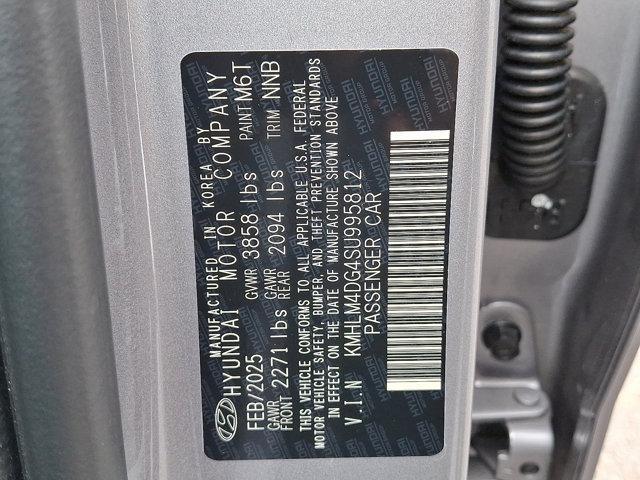 MANUFACTURED IN KOREA BY
HYUNDAI MOTOR COMPANY
FEB/2025 GVWR 3858 lbs PAINT M6T
GAWR FRONT 2271 lbs GAWR REAR 2094 lbs TRIM NNB
THIS VEHICLE CONFORMS TO ALL APPLICABLE U.S.A. FEDERAL
MOTOR VEHICLE SAFETY, BUMPER, AND THEFT PREVENTION STANDARDS
IN EFFECT ON THE DATE OF MANUFACTURE SHOWN ABOVE
V.I.N KMHLM4DG4SU995812
PASSENGER CAR